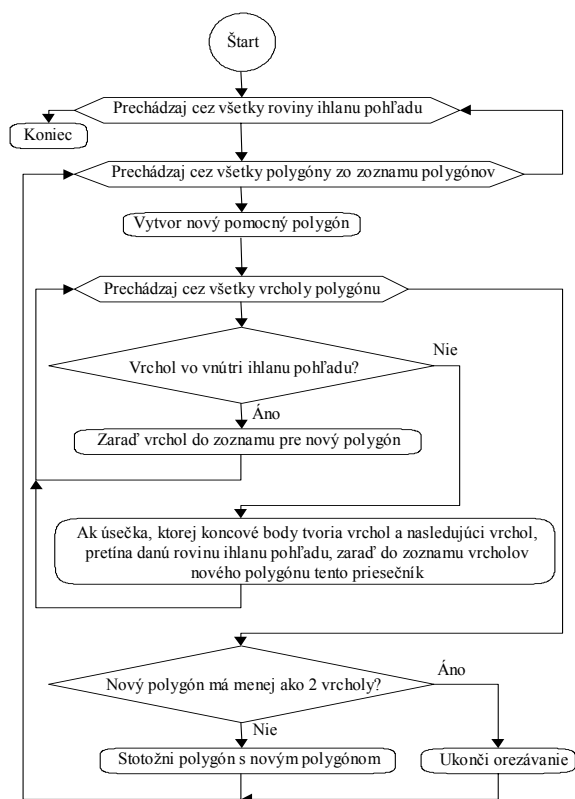 Štart
Prechádzaj cez všetky roviny ihlanu pohľadu
Koniec
Prechádzaj cez všetky polygóny zo zoznamu polygónov
Vytvor nový pomocný polygón
Prechádzaj cez všetky vrcholy polygónu
Nie
Vrchol vo vnútri ihlanu pohľadu?
Áno
Zaraď vrchol do zoznamu pre nový polygón
Ak úsečka, ktorej koncové body tvoria vrchol a nasledujúci vrchol,
pretína danú rovinu ihlanu pohľadu, zaraď do zoznamu vrcholov
nového polygónu tento priesečník
Áno
Nový polygón má menej ako 2 vrcholy?
Nie
Stotožni polygón s novým polygónom
Ukonči orezávanie